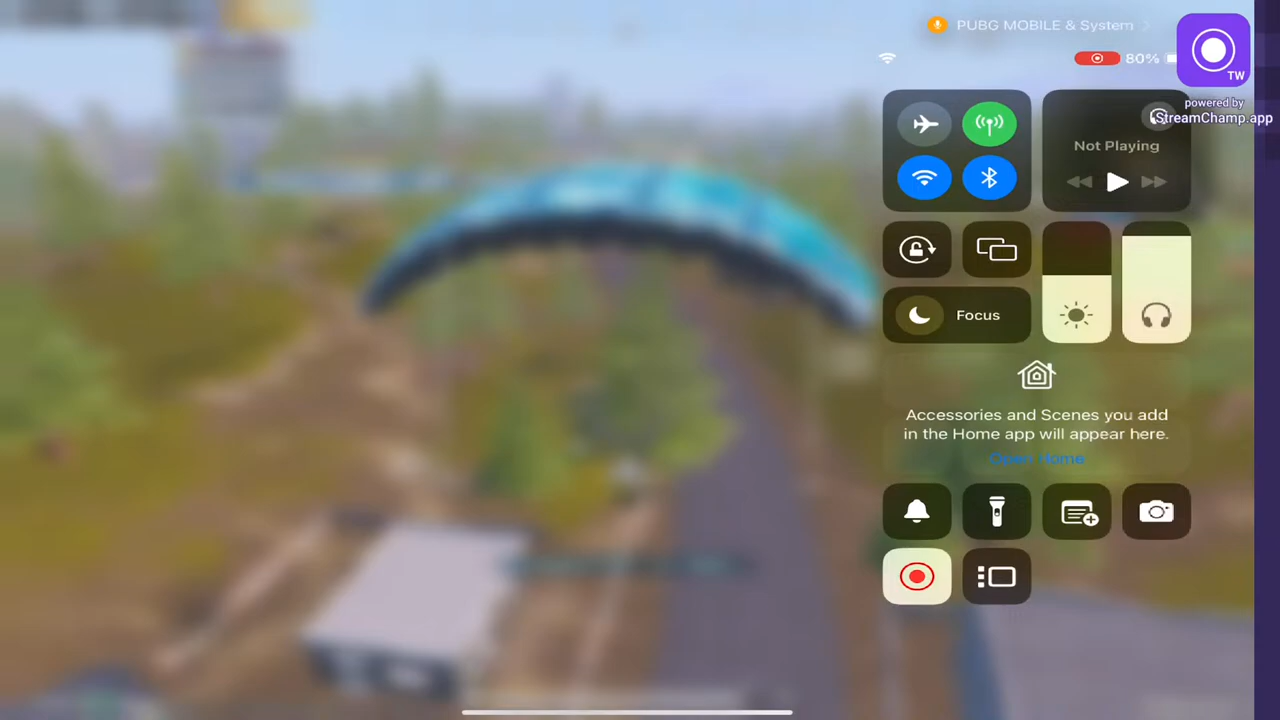 PUBG MOBILE & System
80%
TW
powered by
StreamChamp.app
Not Playing
Focus
Accessories and Scenes you add
in the Home app will appear here.
Open Home